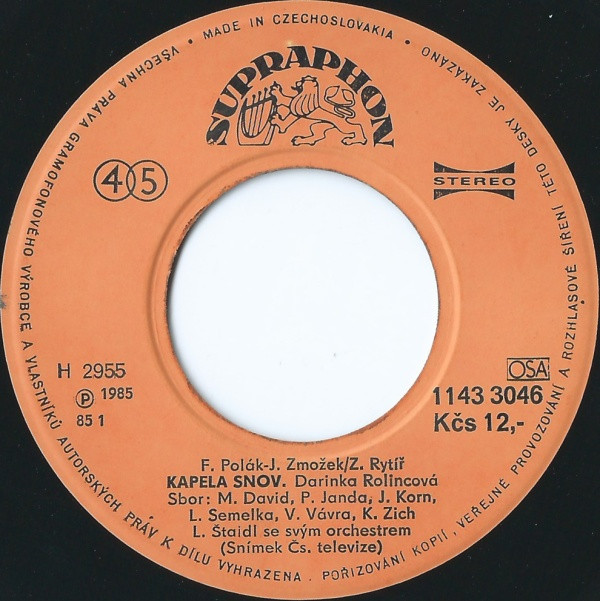 • MADE IN CZECHOSLOVAKIA •
VŠECHNA PRÁVA GRAMOFONOVÉHO VÝROBCE A VLASTNÍKŮ AUTORSKÝCH PRÁV K DÍLU VYHRAZENA. POŘIZOVÁNÍ KOPIÍ, VEŘEJNÉ PROVOZOVÁNÍ A ROZHLASOVÉ ŠÍŘENÍ TÉTO DESKY JE ZAKÁZÁNO
SUPRAPHON
45
STEREO
H 2955
Ⓟ 1985
85 1
OSA
1143 3046
Kčs 12,-
F. Polák-J. Zmožek/Z. Rytíř
KAPELA SNOV. Darinka Rolincová
Sbor: M. David, P. Janda, J. Korn,
L. Semelka, V. Vávra, K. Zich
L. Štaidl se svým orchestrem
(Snímek Čs. televize)